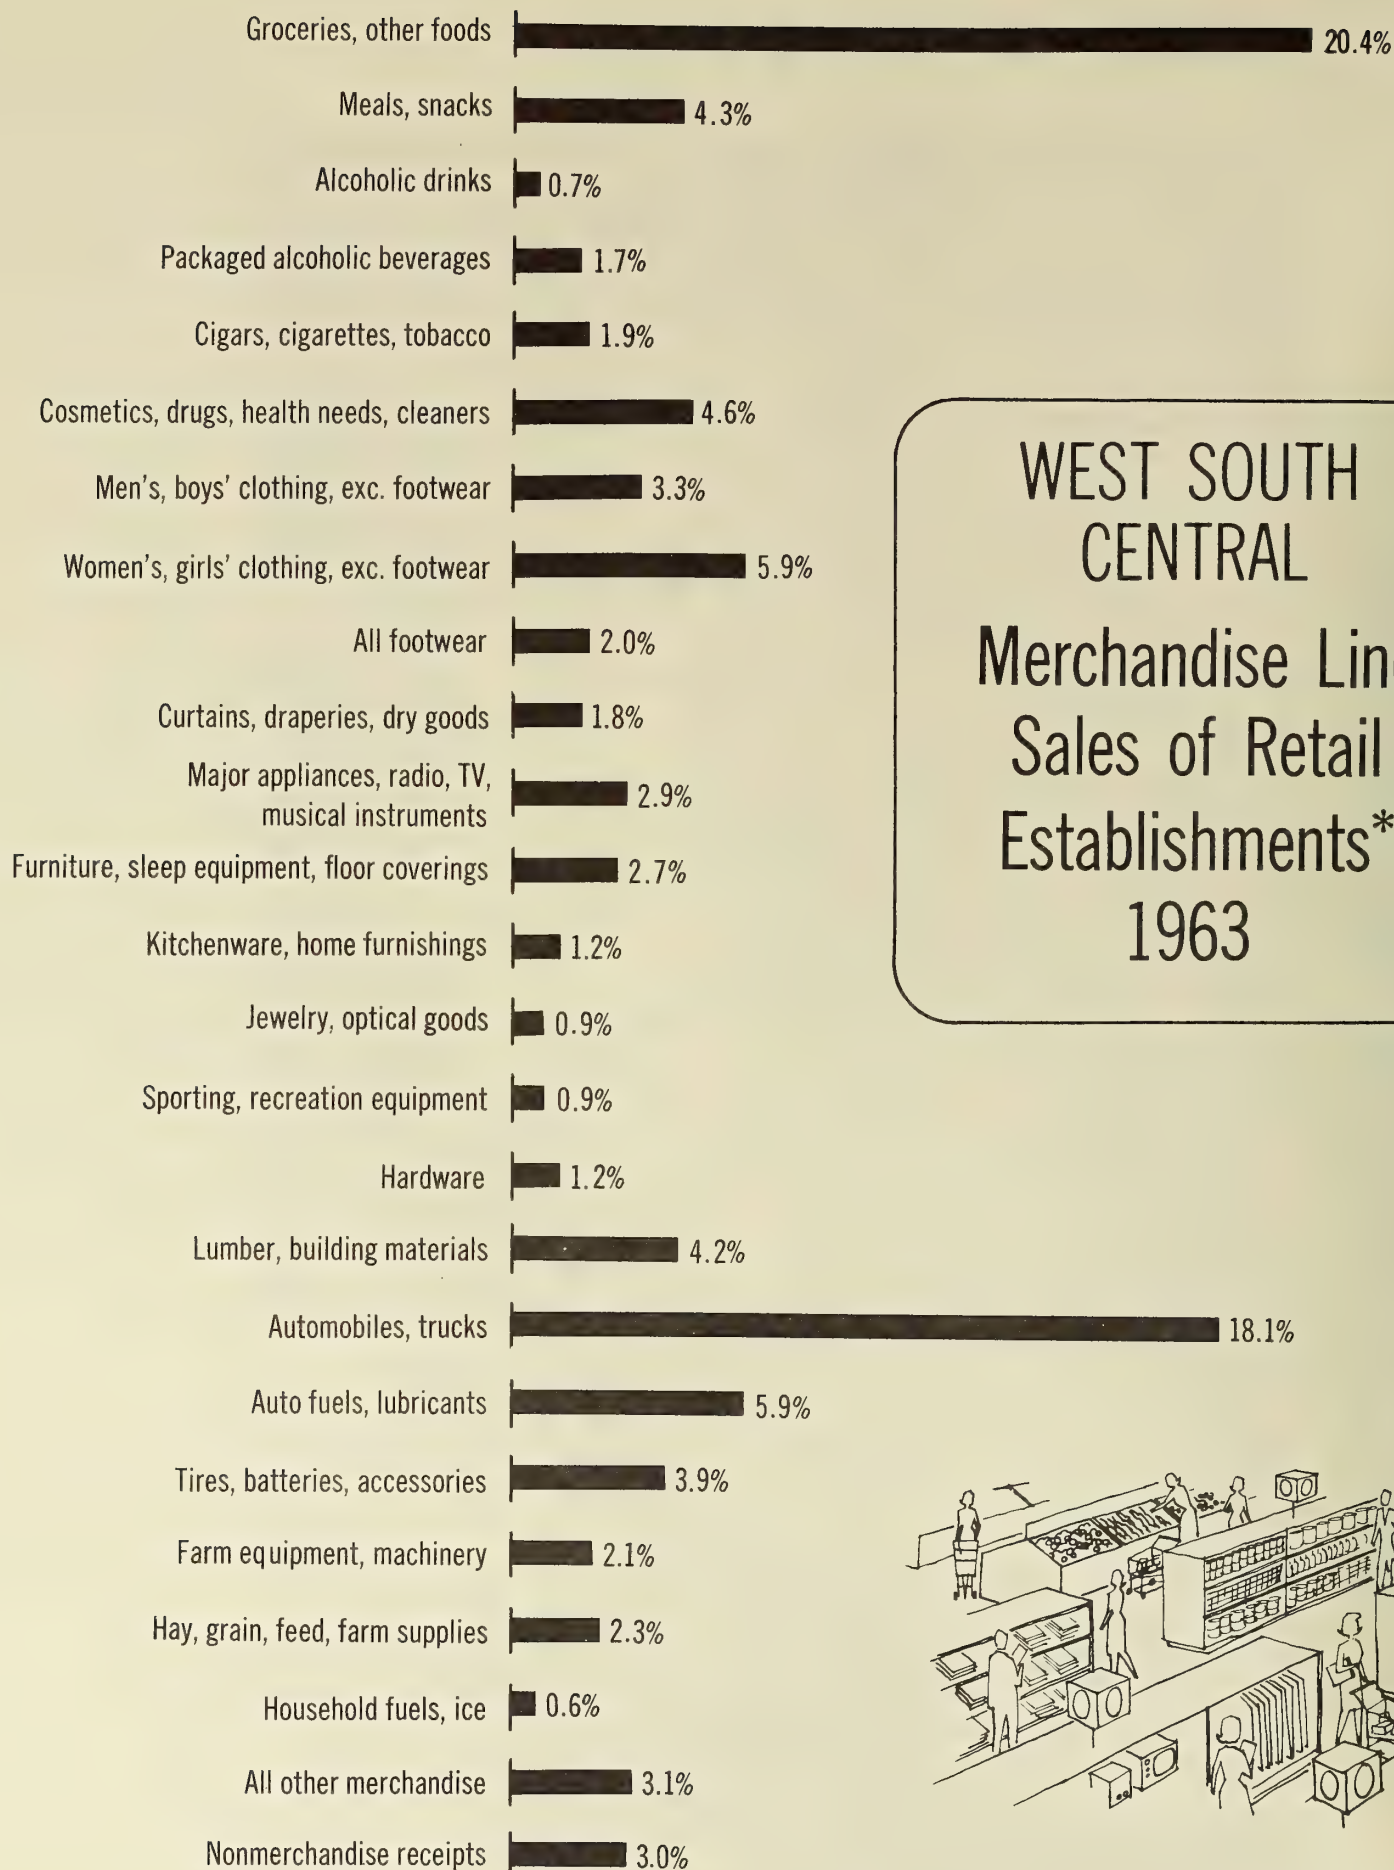 Groceries, other foods 20.4%
Meals, snacks 4.3%
Alcoholic drinks 0.7%
Packaged alcoholic beverages 1.7%
Cigars, cigarettes, tobacco 1.9%
Cosmetics, drugs, health needs, cleaners 4.6%
Men's, boys' clothing, exc. footwear 3.3%
Women's, girls' clothing, exc. footwear 5.9%
All footwear 2.0%
Curtains, draperies, dry goods 1.8%
Major appliances, radio, TV,
musical instruments 2.9%
Furniture, sleep equipment, floor coverings 2.7%
Kitchenware, home furnishings 1.2%
Jewelry, optical goods 0.9%
Sporting, recreation equipment 0.9%
Hardware 1.2%
Lumber, building materials 4.2%
Automobiles, trucks 18.1%
Auto fuels, lubricants 5.9%
Tires, batteries, accessories 3.9%
Farm equipment, machinery 2.1%
Hay, grain, feed, farm supplies 2.3%
Household fuels, ice 0.6%
All other merchandise 3.1%
Nonmerchandise receipts 3.0%
WEST SOUTH
CENTRAL
Merchandise
Sales of Retail
Establishments*
1963